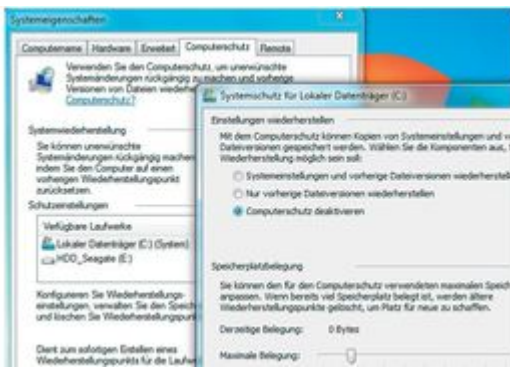 Systemeigenschaften
Computername Hardware Erweitert Computerschutz Remote
Verwenden Sie den Computerschutz, um unerwünschte
Systemänderungen rückgängig zu machen und vorherige
Versionen von Dateien
Computerschutz?
Systemwiederherstellung
Sie können unerwünschte
Systemänderungen rückgängig machen
indem Sie den Computer auf einen
vorherigen Wiederherstellungspunkt
zurücksetzen.
Schutzeinstellungen
Verfügbare Laufwerke
Lokaler Datenträger (C:) (System)
HDD_Seagate (E:)
Konfigurieren Sie Wiederherstellungs-
einstellungen, verwalten Sie den
und löschen Sie
Dient zum sofortigen Erstellen eines
Wiederherstellungspunkts für die
Systemschutz für Lokaler Datenträger (C:)
Einstellungen wiederherstellen
Mit dem Computerschutz können Kopien von Systemeinstellungen und
Dateiversionen gespeichert werden. Wählen Sie die Komponenten aus,
Wiederherstellung möglich sein soll:
Systemeinstellungen und vorherige Dateiversionen
Nur vorherige Dateiversionen wiederherstellen
Computerschutz deaktivieren
Speicherplatzbelegung
Sie können den für den Computerschutz verwendeten maximalen
anpassen. Wenn bereits viel Speicherplatz belegt ist, werden ältere
Wiederherstellungspunkte gelöscht, um Platz für neue zu schaffen.
Derzeitige Belegung: 0 Bytes
Maximale Belegung: